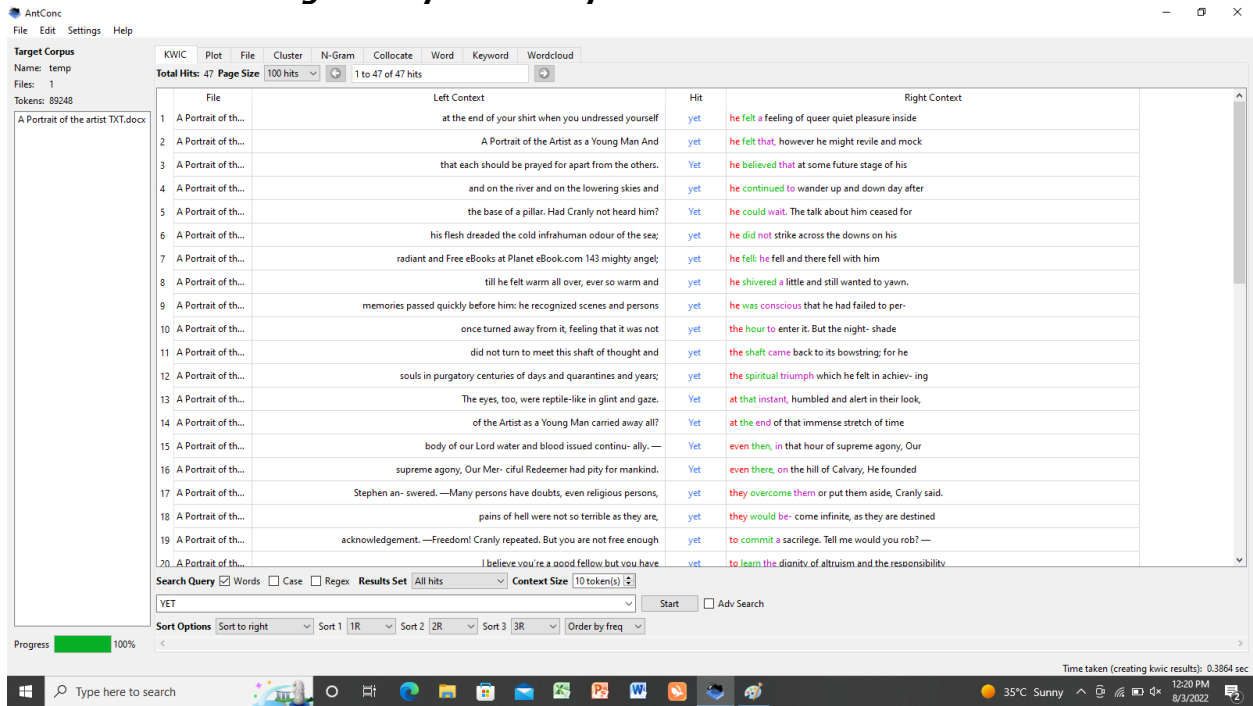 AntConc
File Edit Settings Help
Target Corpus
Name: temp
Files: 1
Tokens: 89248
A Portrait of the artist TXT.docx
KWIC Plot File Cluster N-Gram Collocate Word Keyword Wordcloud
Total Hits: 47 Page Size 100 hits 1 to 47 of 47 hits
File Left Context Hit Right Context
1 A Portrait of th... at the end of your shirt when you undressed yourself yet he felt a feeling of queer quiet pleasure inside
2 A Portrait of th... A Portrait of the Artist as a Young Man And yet he felt that, however he might revile and mock
3 A Portrait of th... that each should be prayed for apart from the others. Yet he believed that at some future stage of his
4 A Portrait of th... and on the river and on the lowering skies and yet he continued to wander up and down day after
5 A Portrait of th... the base of a pillar. Had Cranly not heard him? Yet he could wait. The talk about him ceased for
6 A Portrait of th... his flesh dreaded the cold infrahuman odour of the sea; yet he did not strike across the downs on his
7 A Portrait of th... radiant and Free eBooks at Planet eBook.com 143 mighty angel; yet he fell: he fell and there fell with him
8 A Portrait of th... till he felt warm all over, ever so warm and yet he shivered a little and still wanted to yawn.
9 A Portrait of th... memories passed quickly before him: he recognized scenes and persons yet he was conscious that he had failed to per-
10 A Portrait of th... once turned away from it, feeling that it was not yet the hour to enter it. But the night- shade
11 A Portrait of th... did not turn to meet this shaft of thought and yet the shaft came back to its bowstring; for he
12 A Portrait of th... souls in purgatory centuries of days and quarantines and years; yet the spiritual triumph which he felt in achiev- ing
13 A Portrait of th... The eyes, too, were reptile-like in glint and gaze. Yet at that instant, humbled and alert in their look,
14 A Portrait of th... of the Artist as a Young Man carried away all? Yet at the end of that immense stretch of time
15 A Portrait of th... body of our Lord water and blood issued continu- ally. — Yet even then, in that hour of supreme agony, Our
16 A Portrait of th... supreme agony, Our Mer- ciful Redeemer had pity for mankind. Yet even there, on the hill of Calvary, He founded
17 A Portrait of th... Stephen an- swered. —Many persons have doubts, even religious persons, yet they overcome them or put them aside, Cranly said.
18 A Portrait of th... pains of hell were not so terrible as they are, yet they would be- come infinite, as they are destined
19 A Portrait of th... acknowledgement. —Freedom! Cranly repeated. But you are not free enough yet to commit a sacrilege. Tell me would you rob? —
20 A Portrait of th... I believe you're a good fellow but you have yet to learn the dignity of altruism and the responsibility
Search Query Words Case Regex Results Set All hits Context Size 10 token(s)
YET Start Adv Search
Sort Options Sort to right Sort 1 1R Sort 2 2R Sort 3 3R Order by freq
Progress 100%
Time taken (creating kwic results): 0.3864 sec
Type here to search 35°C Sunny 12:20 PM
8/3/2022